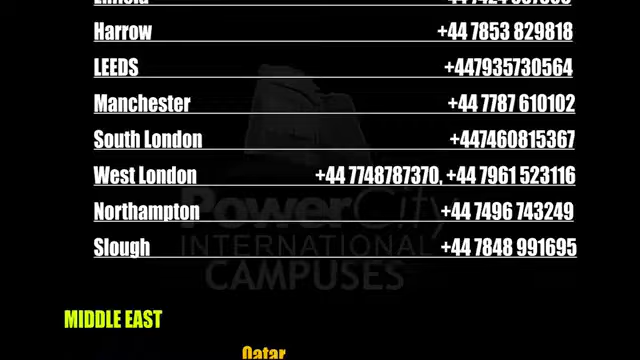 Enfield
Harrow +44 7853 829818
LEEDS +447935730564
Manchester +44 7787 610102
South London +447460815367
West London +44 7748787370, +44 7961 523116
Northampton +44 7496 743249
Slough +44 7848 991695
PowerCity
INTERNATIONAL
CAMPUSES
MIDDLE EAST
Qatar